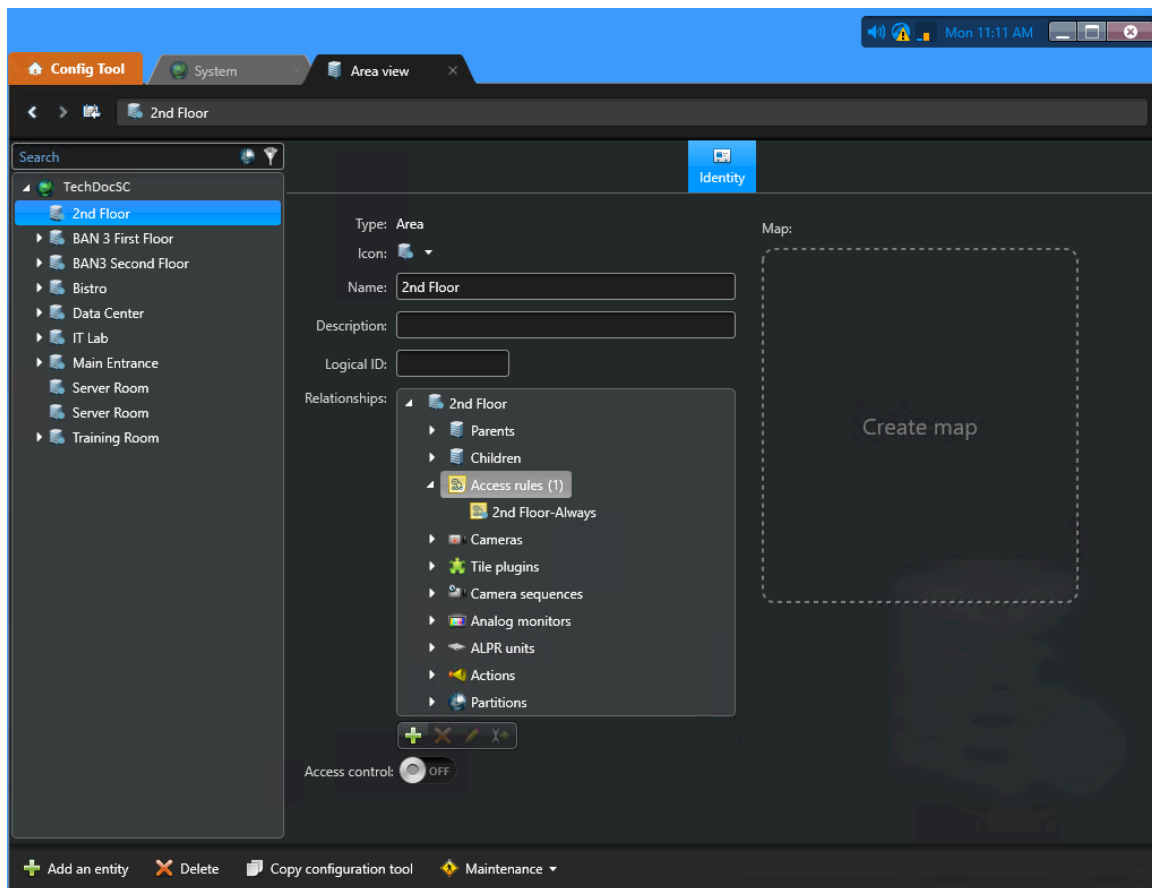 Mon 11:11 AM
Config Tool
System
Area view
2nd Floor
Search
TechDocSC
2nd Floor
BAN 3 First Floor
BAN3 Second Floor
Bistro
Data Center
IT Lab
Main Entrance
Server Room
Server Room
Training Room
Identity
Type: Area
Icon:
Name: 2nd Floor
Description:
Logical ID:
Relationships:
2nd Floor
Parents
Children
Access rules (1)
2nd Floor-Always
Cameras
Tile plugins
Camera sequences
Analog monitors
ALPR units
Actions
Partitions
Access control: OFF
Map:
Create map
Add an entity Delete Copy configuration tool Maintenance